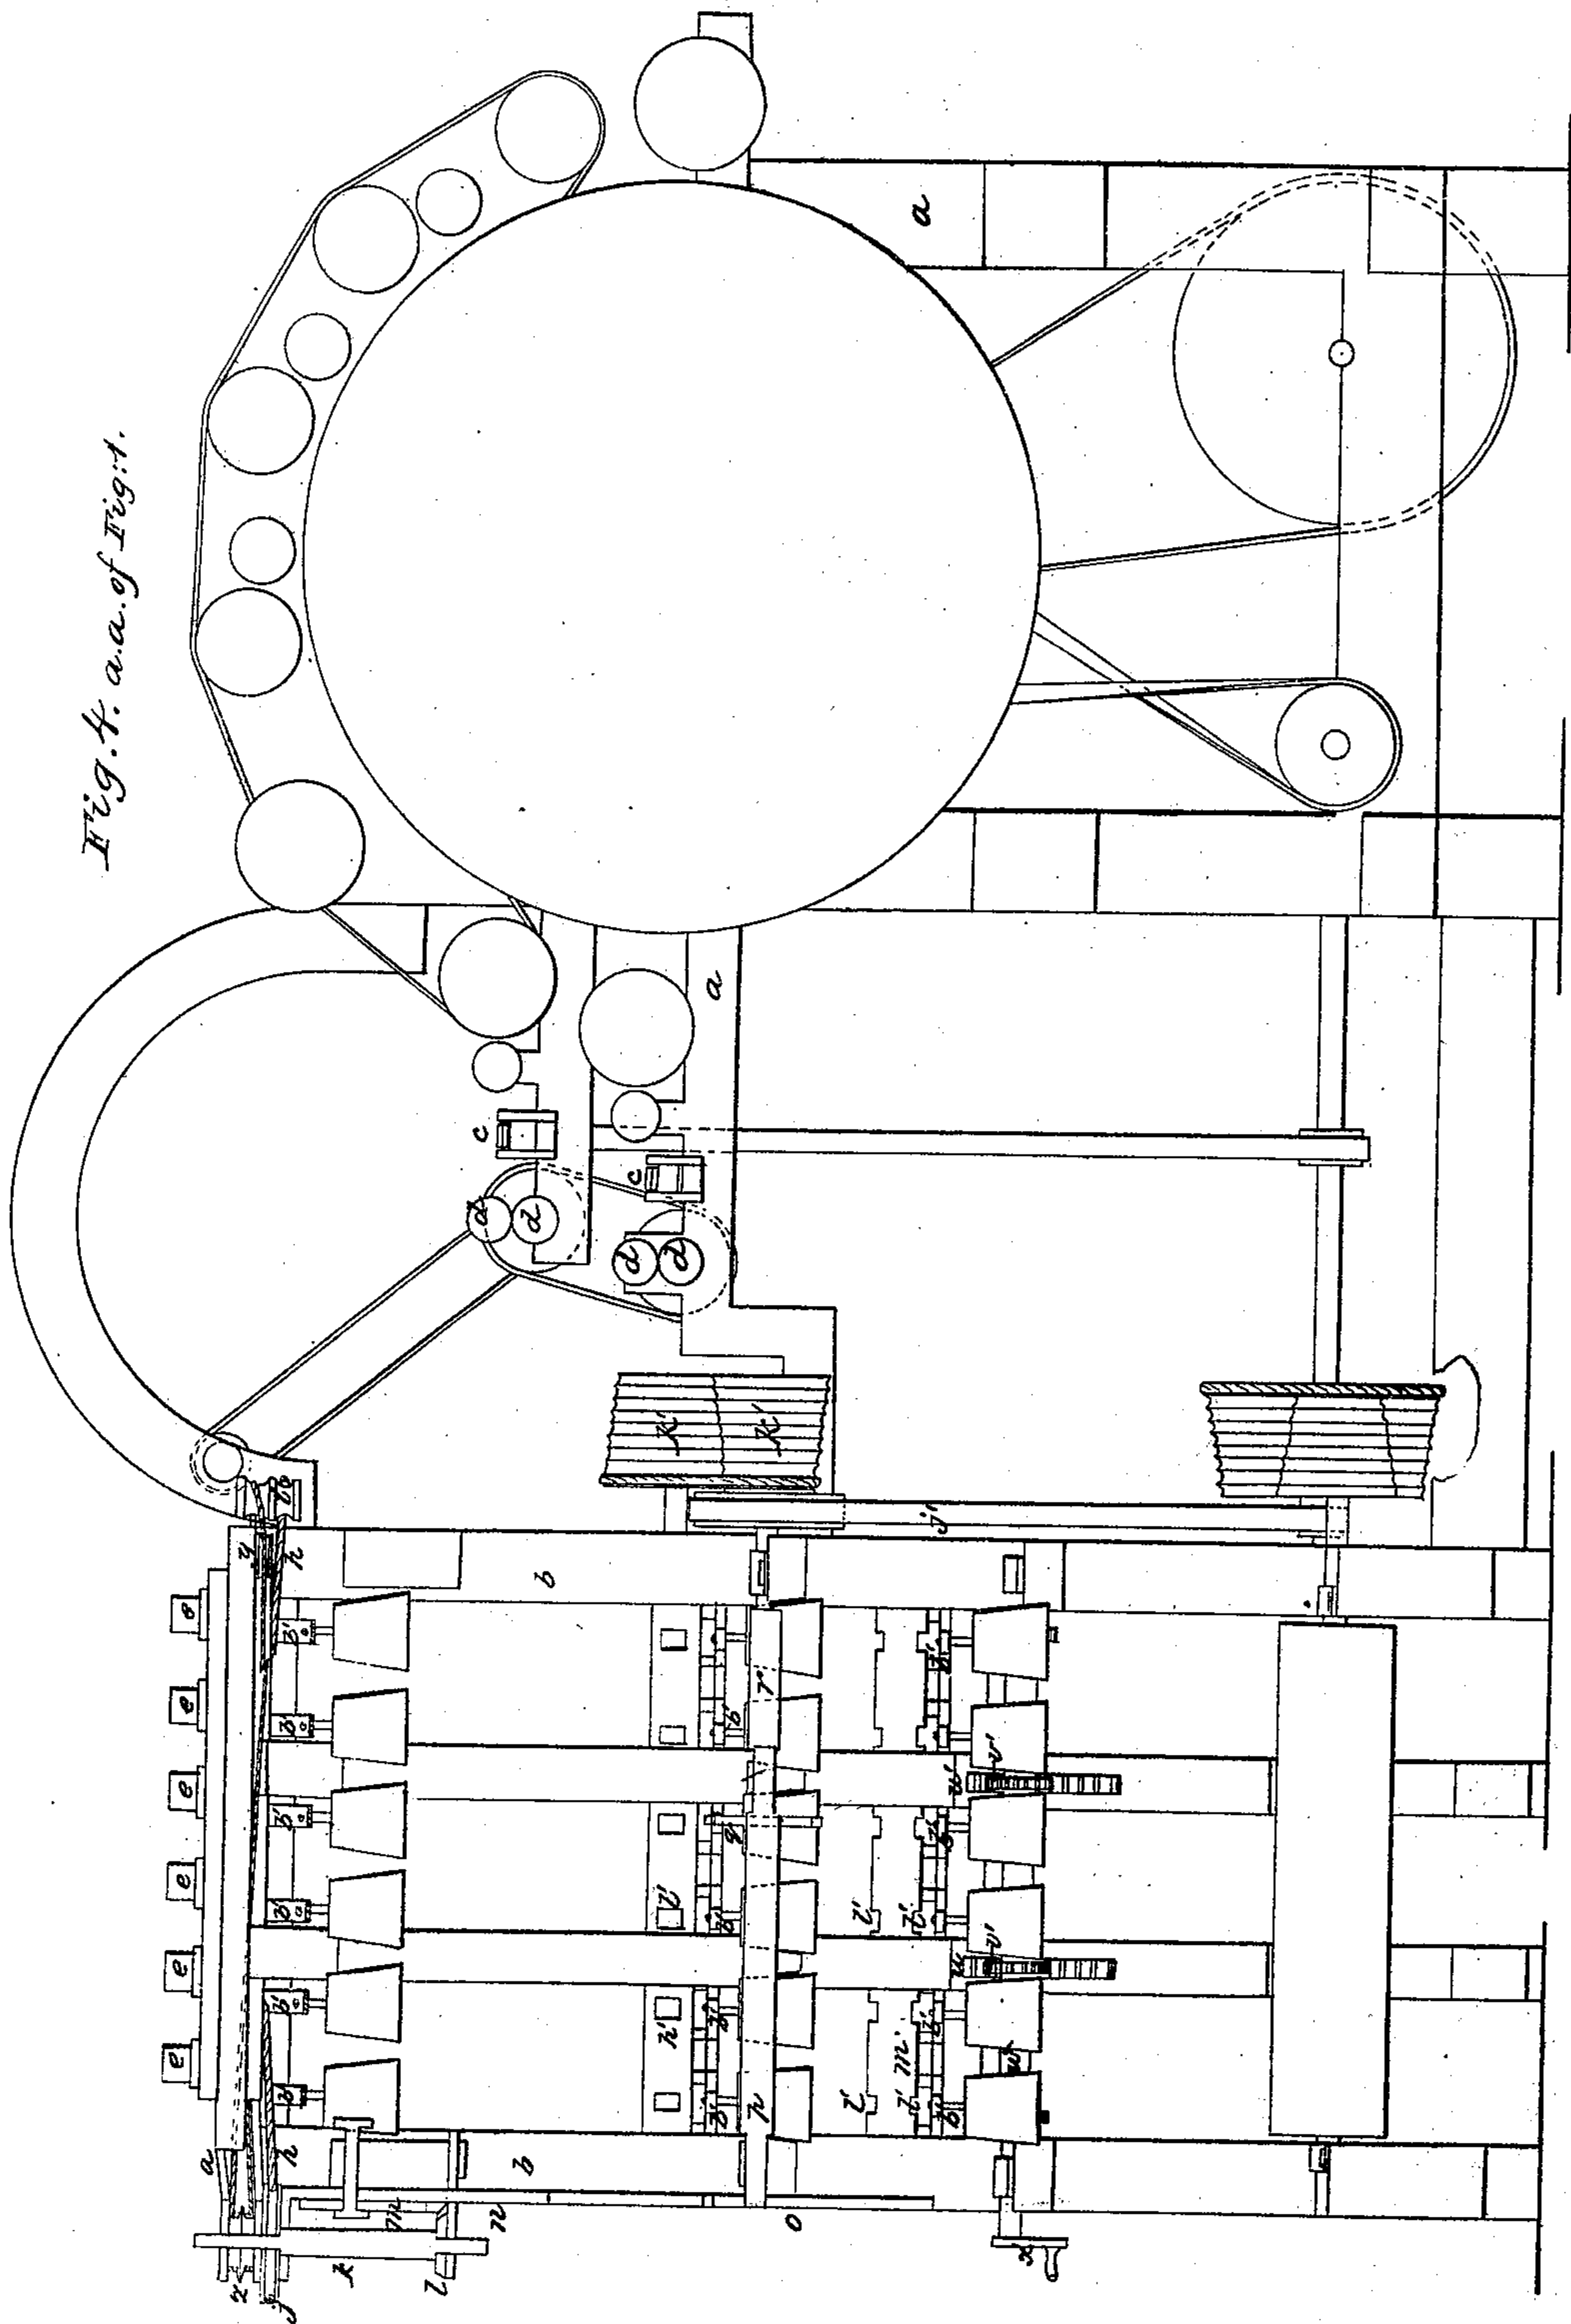 Fig. 4. a.a. of Fig: 1.
a
a
c
c
d
d
d
d
K' K'
j'
e
e
e
e
e
e
y
h
b
b'
b'
b'
b'
b'
b'
r
b'
q
b'
l'
b'
b'
h'
p
v'
u'
v'
u'
b'
b'
l'
l'
l'
l'
m'
b'
b'
w
a
h
b
m
n
o
k
l
x
z
j